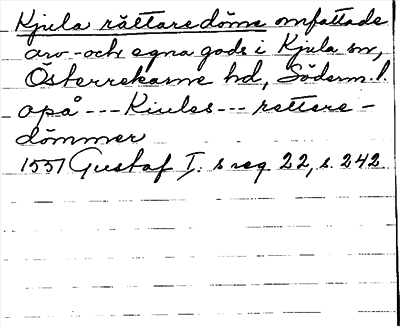 Kjula rättaredöme omfattade
arv- och egna gods i Kjula sn,
Österrekarne hd, Söderm. l.
opå --- Kiules --- rettere-
dömmer
1551 Gustaf I:s reg 22, s. 242